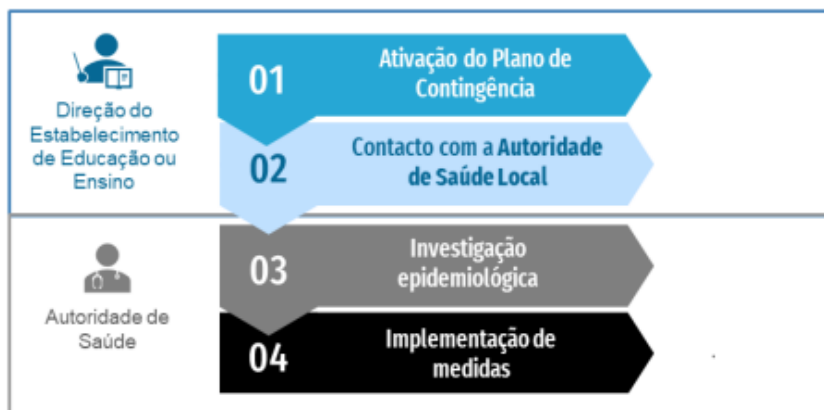 Direção do
Estabelecimento
de Educação ou
Ensino
01
Ativação do Plano de
Contingência
02
Contacto com a Autoridade
de Saúde Local
Autoridade de
Saúde
03
Investigação
epidemiológica
04
Implementação de
medidas